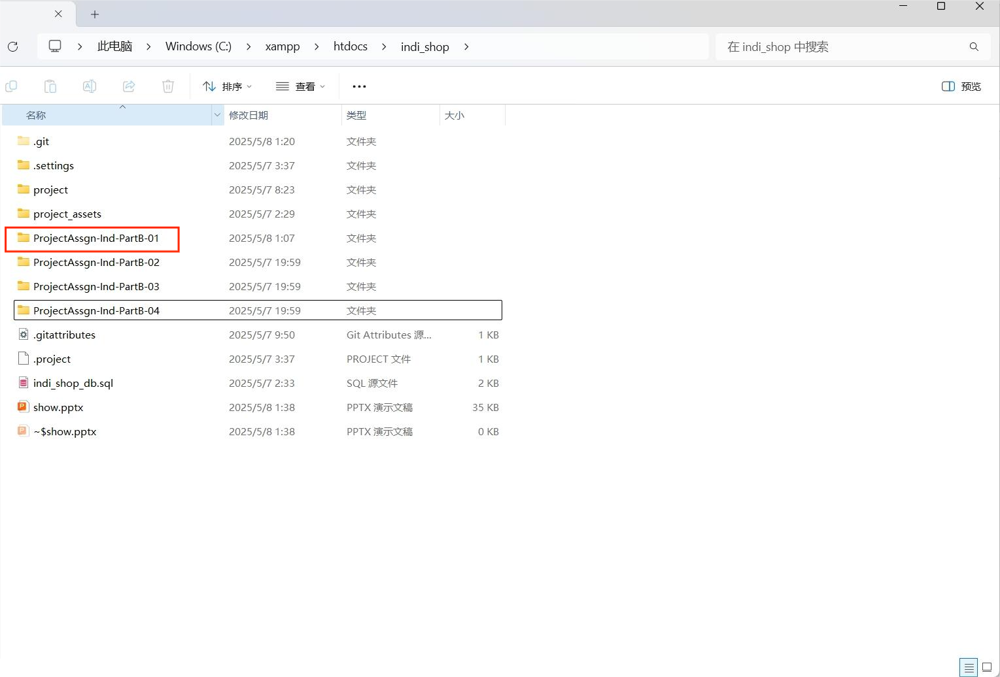 此电脑 Windows (C:) xampp htdocs indi_shop 在 indi_shop 中搜索
排序 查看 ••• 预览
名称 修改日期 类型 大小
.git 2025/5/8 1:20 文件夹
.settings 2025/5/7 3:37 文件夹
project 2025/5/7 8:23 文件夹
project_assets 2025/5/7 2:29 文件夹
ProjectAssgn-Ind-PartB-01 2025/5/8 1:07 文件夹
ProjectAssgn-Ind-PartB-02 2025/5/7 19:59 文件夹
ProjectAssgn-Ind-PartB-03 2025/5/7 19:59 文件夹
ProjectAssgn-Ind-PartB-04 2025/5/7 19:59 文件夹
.gitattributes 2025/5/7 9:50 Git Attributes 源... 1 KB
.project 2025/5/7 3:37 PROJECT 文件 1 KB
indi_shop_db.sql 2025/5/7 2:33 SQL 源文件 2 KB
show.pptx 2025/5/8 1:38 PPTX 演示文稿 35 KB
~$show.pptx 2025/5/8 1:38 PPTX 演示文稿 0 KB